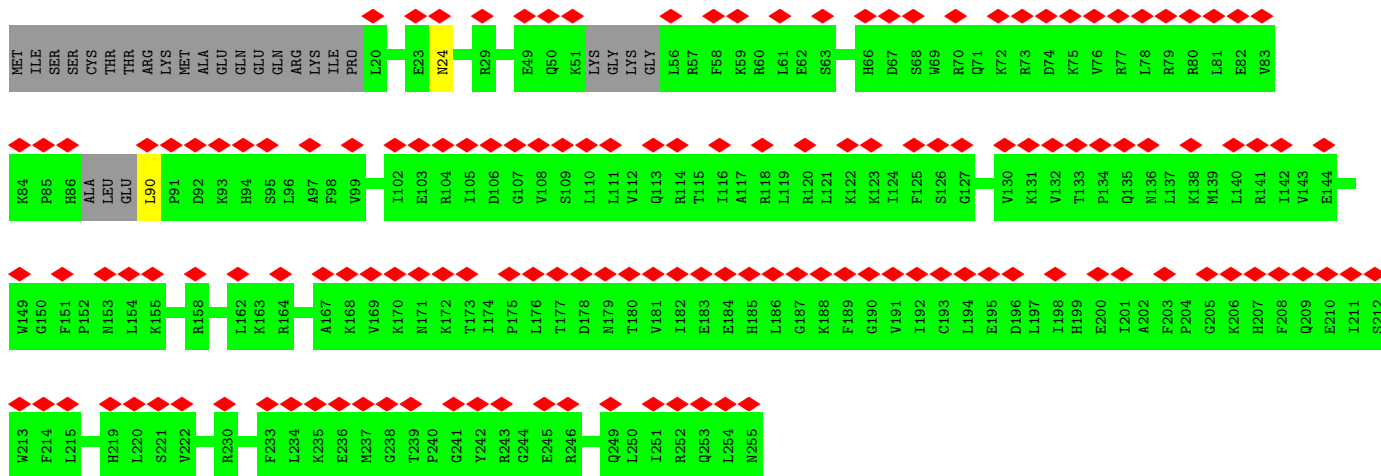 MET ILE SER SER CYS THR THR ARG LYS MET ALA GLU GLN GLU GLN ARG LYS ILE PRO L20 E23 N24 R29 E49 Q50 K51 LYS GLY LYS GLY L56 R57 F58 K59 R60 L61 E62 S63 H66 D67 S68 W69 R70 Q71 K72 R73 D74 K75 V76 R77 L78 R79 R80 L81 E82 V83
K84 P85 H86 ALA LEU GLU L90 P91 D92 K93 H94 S95 L96 A97 F98 V99 I102 E103 R104 I105 D106 G107 V108 S109 L110 L111 V112 Q113 R114 T115 I116 A117 R118 L119 R120 L121 K122 K123 I124 F125 S126 G127 V130 K131 V132 T133 P134 Q135 N136 L137 K138 M139 L140 R141 I142 V143 E144
W149 G150 F151 P152 N153 L154 K155 R158 L162 K163 R164 A167 K168 V169 K170 N171 K172 T173 I174 P175 L176 T177 D178 N179 T180 V181 I182 E183 E184 H185 L186 G187 K188 F189 G190 V191 I192 C193 L194 E195 D196 L197 I198 H199 E200 I201 A202 F203 P204 G205 K206 H207 F208 Q209 E210 I211 S212
W213 F214 L215 H219 L220 S221 V222 R230 F233 L234 K235 E236 M237 G238 T239 P240 G241 Y242 R243 G244 E245 R246 Q249 L250 I251 R252 Q253 L254 N255